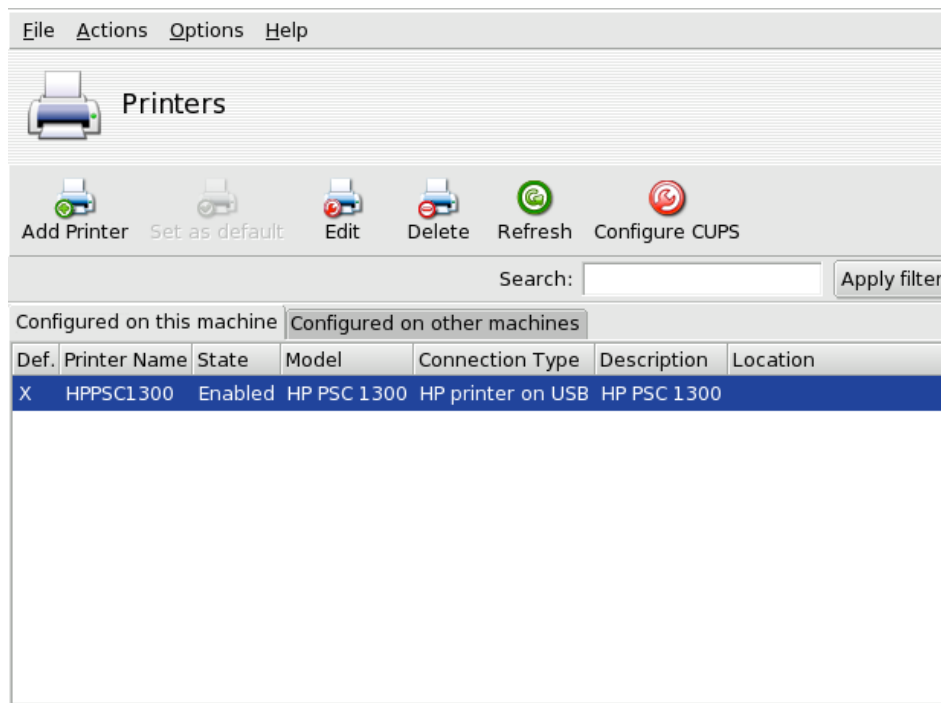 File Actions Options Help
Printers
Add Printer Set as default Edit Delete Refresh Configure CUPS
Search: Apply filter
Configured on this machine Configured on other machines
Def. Printer Name State Model Connection Type Description Location
X HPPSC1300 Enabled HP PSC 1300 HP printer on USB HP PSC 1300